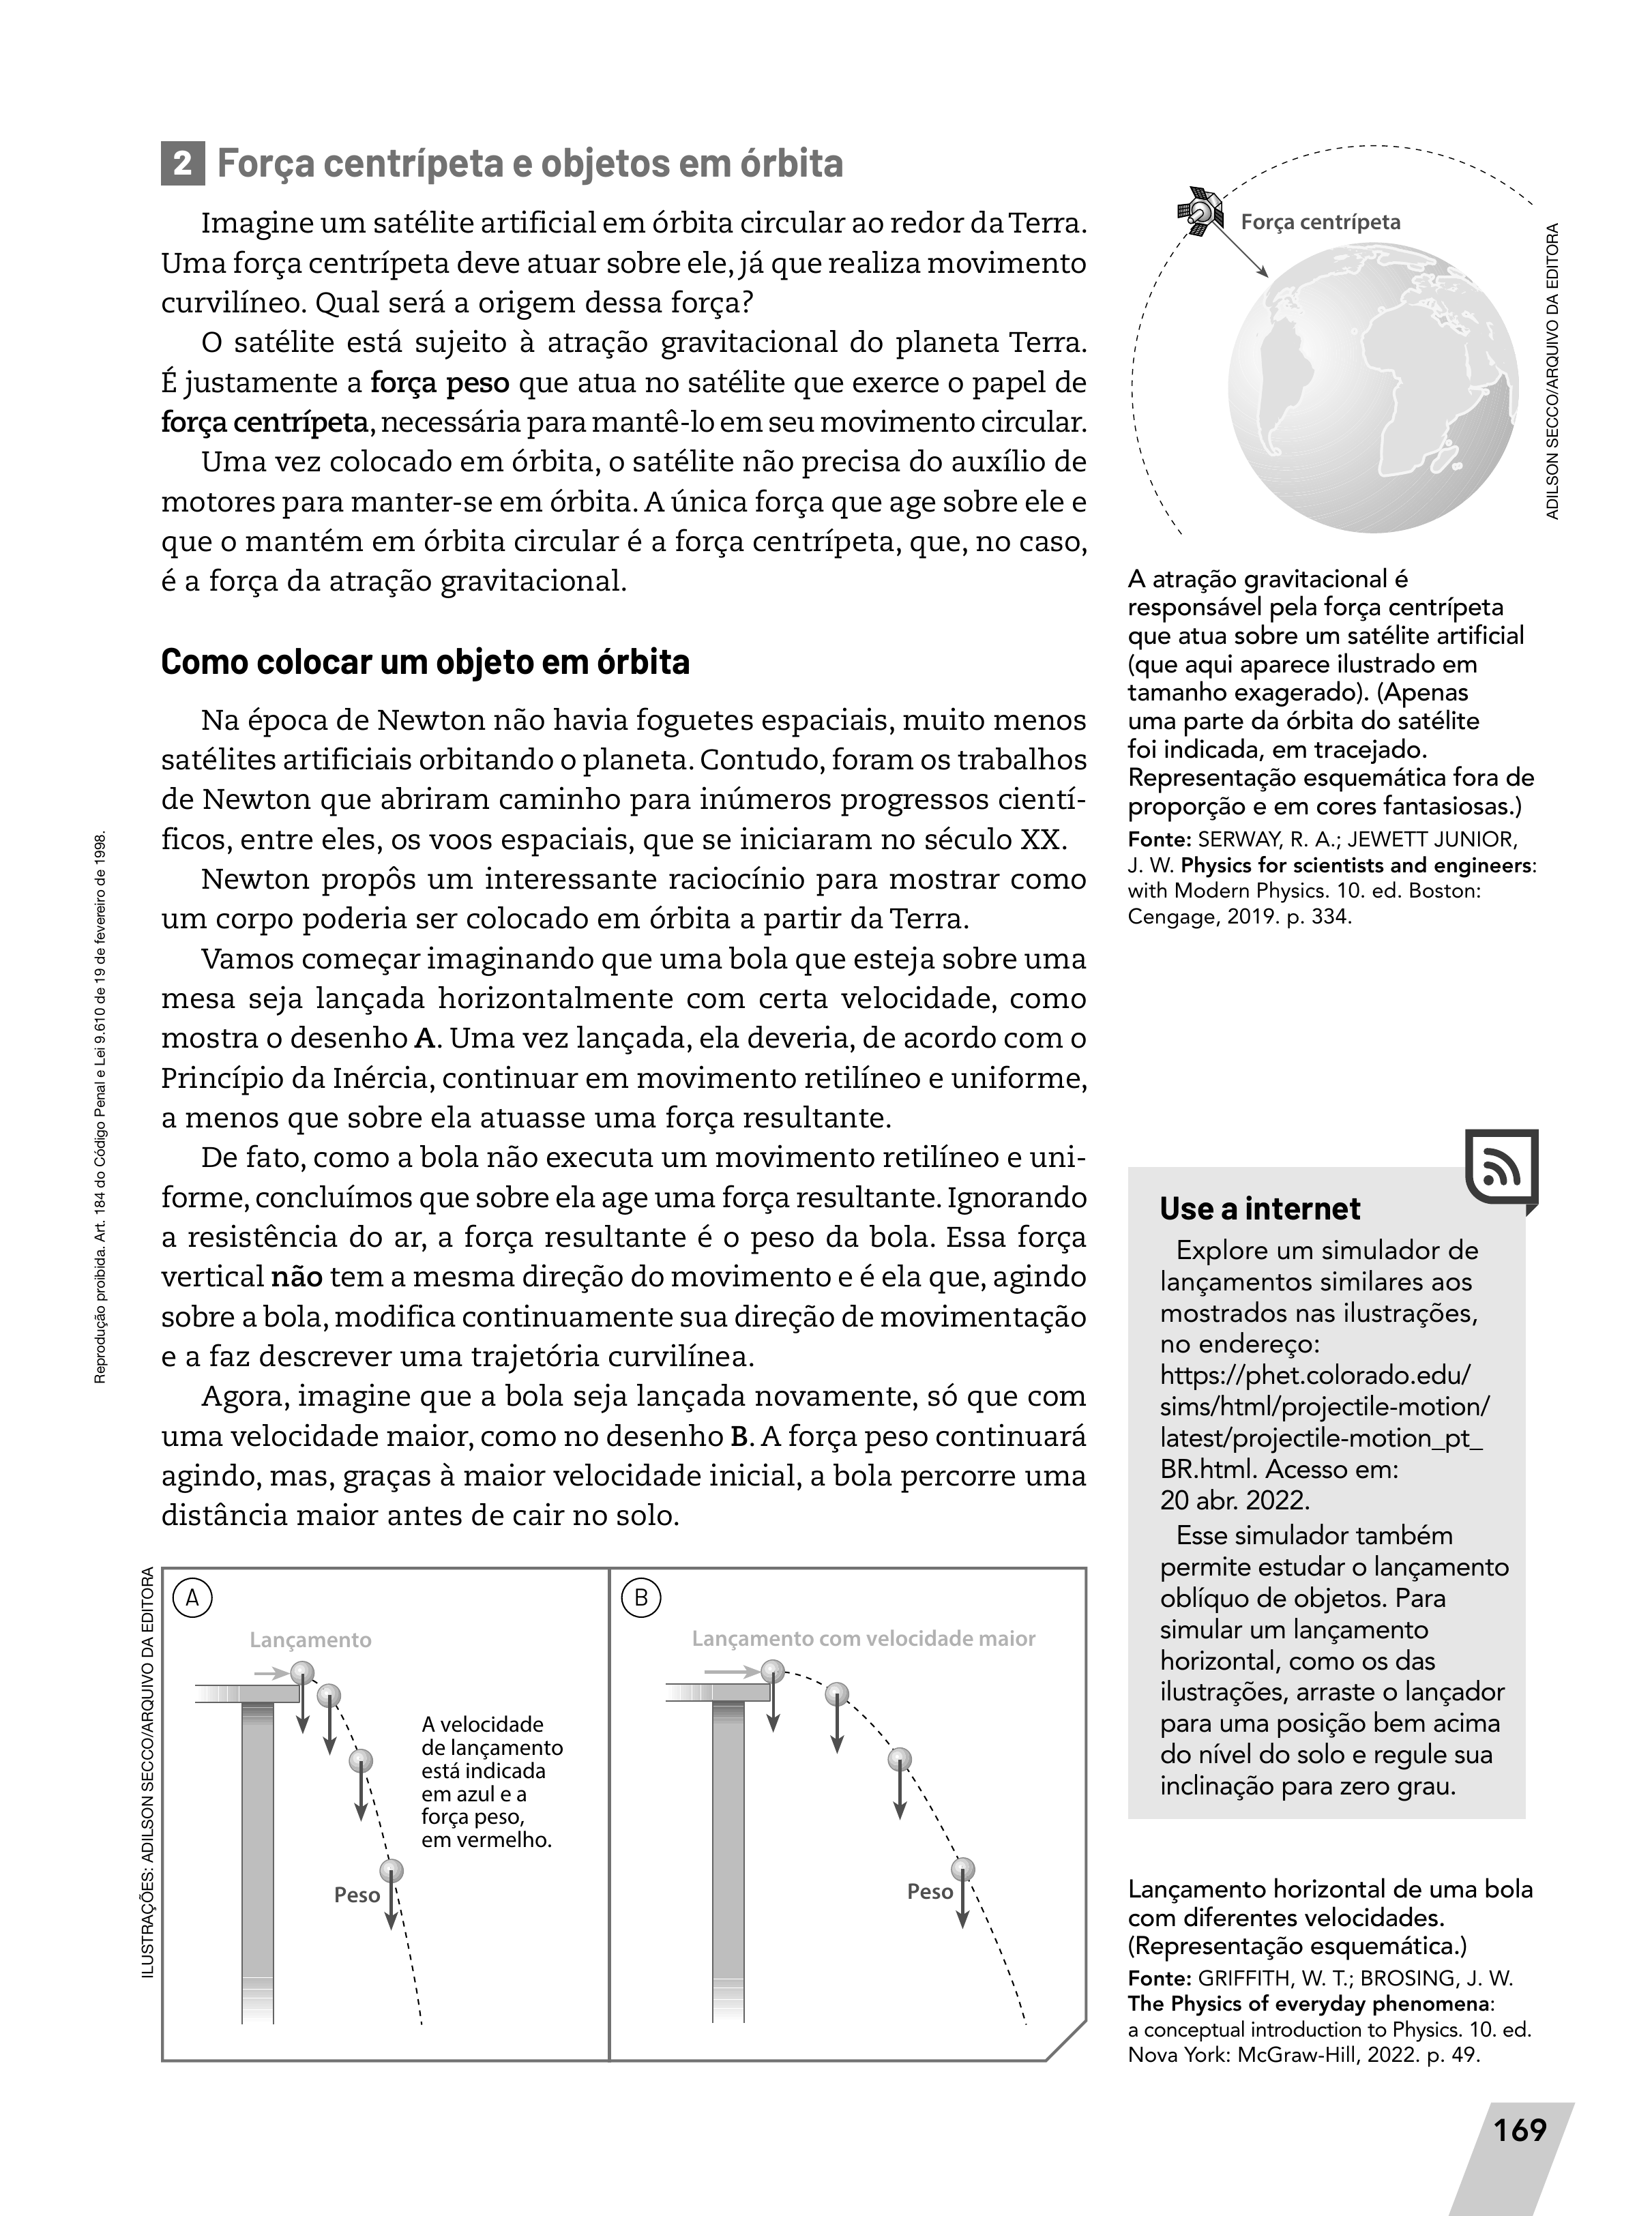 2 Força centrípeta e objetos em órbita
Imagine um satélite artificial em órbita circular ao redor da Terra.
Uma força centrípeta deve atuar sobre ele, já que realiza movimento
curvilíneo. Qual será a origem dessa força?
O satélite está sujeito à atração gravitacional do planeta Terra.
É justamente a força peso que atua no satélite que exerce o papel de
força centrípeta, necessária para mantê-lo em seu movimento circular.
Uma vez colocado em órbita, o satélite não precisa do auxílio de
motores para manter-se em órbita. A única força que age sobre ele e
que o mantém em órbita circular é a força centrípeta, que, no caso,
é a força da atração gravitacional.
Como colocar um objeto em órbita
Na época de Newton não havia foguetes espaciais, muito menos
satélites artificiais orbitando o planeta. Contudo, foram os trabalhos
de Newton que abriram caminho para inúmeros progressos cientí-
ficos, entre eles, os voos espaciais, que se iniciaram no século XX.
Newton propôs um interessante raciocínio para mostrar como
um corpo poderia ser colocado em órbita a partir da Terra.
Vamos começar imaginando que uma bola que esteja sobre uma
mesa seja lançada horizontalmente com certa velocidade, como
mostra o desenho A. Uma vez lançada, ela deveria, de acordo com o
Princípio da Inércia, continuar em movimento retilíneo e uniforme,
a menos que sobre ela atuasse uma força resultante.
De fato, como a bola não executa um movimento retilíneo e uni-
forme, concluímos que sobre ela age uma força resultante. Ignorando
a resistência do ar, a força resultante é o peso da bola. Essa força
vertical não tem a mesma direção do movimento e é ela que, agindo
sobre a bola, modifica continuamente sua direção de movimentação
e a faz descrever uma trajetória curvilínea.
Agora, imagine que a bola seja lançada novamente, só que com
uma velocidade maior, como no desenho B. A força peso continuará
agindo, mas, graças à maior velocidade inicial, a bola percorre uma
distância maior antes de cair no solo.
A
Lançamento
A velocidade
de lançamento
está indicada
em azul e a
força peso,
em vermelho.
Peso
B
Lançamento com velocidade maior
Peso
ILUSTRAÇÕES: ADILSON SECCO/ARQUIVO DA EDITORA
Reprodução proibida. Art. 184 do Código Penal e Lei 9.610 de 19 de fevereiro de 1998.
Força centrípeta
ADILSON SECCO/ARQUIVO DA EDITORA
A atração gravitacional é
responsável pela força centrípeta
que atua sobre um satélite artificial
(que aqui aparece ilustrado em
tamanho exagerado). (Apenas
uma parte da órbita do satélite
foi indicada, em tracejado.
Representação esquemática fora de
proporção e em cores fantasiosas.)
Fonte: SERWAY, R. A.; JEWETT JUNIOR,
J. W. Physics for scientists and engineers:
with Modern Physics. 10. ed. Boston:
Cengage, 2019. p. 334.
Use a internet
Explore um simulador de
lançamentos similares aos
mostrados nas ilustrações,
no endereço:
https://phet.colorado.edu/
sims/html/projectile-motion/
latest/projectile-motion_pt_
BR.html. Acesso em:
20 abr. 2022.
Esse simulador também
permite estudar o lançamento
oblíquo de objetos. Para
simular um lançamento
horizontal, como os das
ilustrações, arraste o lançador
para uma posição bem acima
do nível do solo e regule sua
inclinação para zero grau.
Lançamento horizontal de uma bola
com diferentes velocidades.
(Representação esquemática.)
Fonte: GRIFFITH, W. T.; BROSING, J. W.
The Physics of everyday phenomena:
a conceptual introduction to Physics. 10. ed.
Nova York: McGraw-Hill, 2022. p. 49.
169